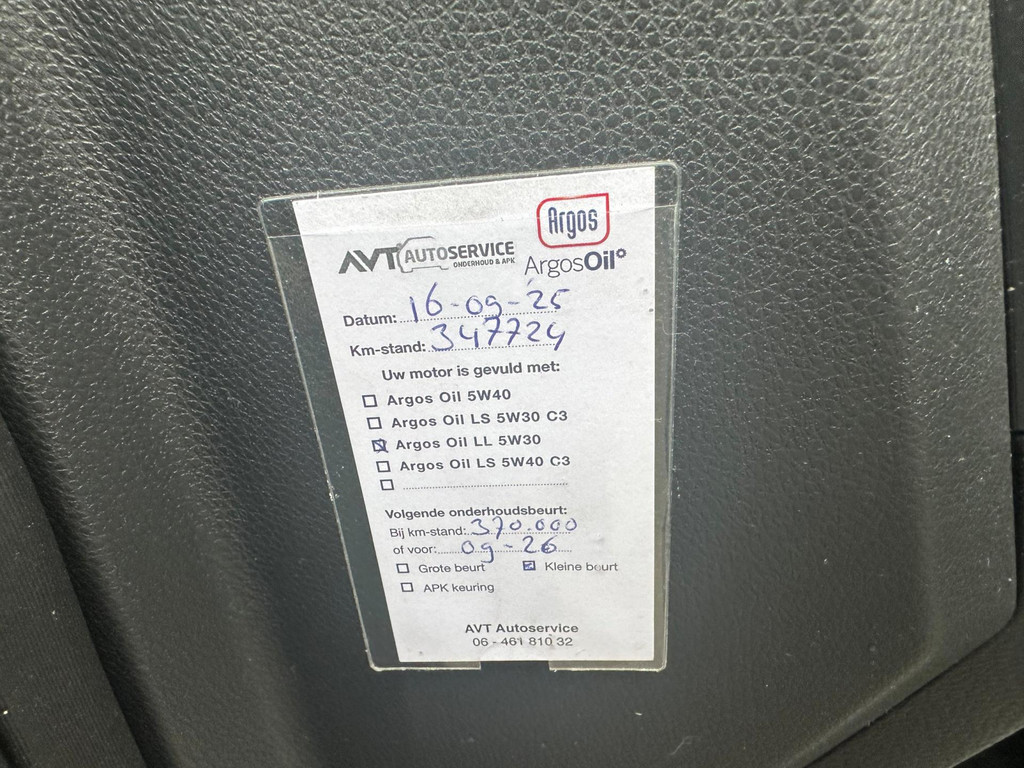 AVT AUTOSERVICE
ONDERHOUD & APK
Argos
ArgosOil
Datum: 16-09-25
Km-stand: 347724
Uw motor is gevuld met:
Argos Oil 5W40
Argos Oil LS 5W30 C3
Argos Oil LL 5W30
Argos Oil LS 5W40 C3
Volgende onderhoudsbeurt:
Bij km-stand: 370.000
of voor: 09-26
Grote beurt Kleine beurt
APK keuring
AVT Autoservice
06 - 461 810 32